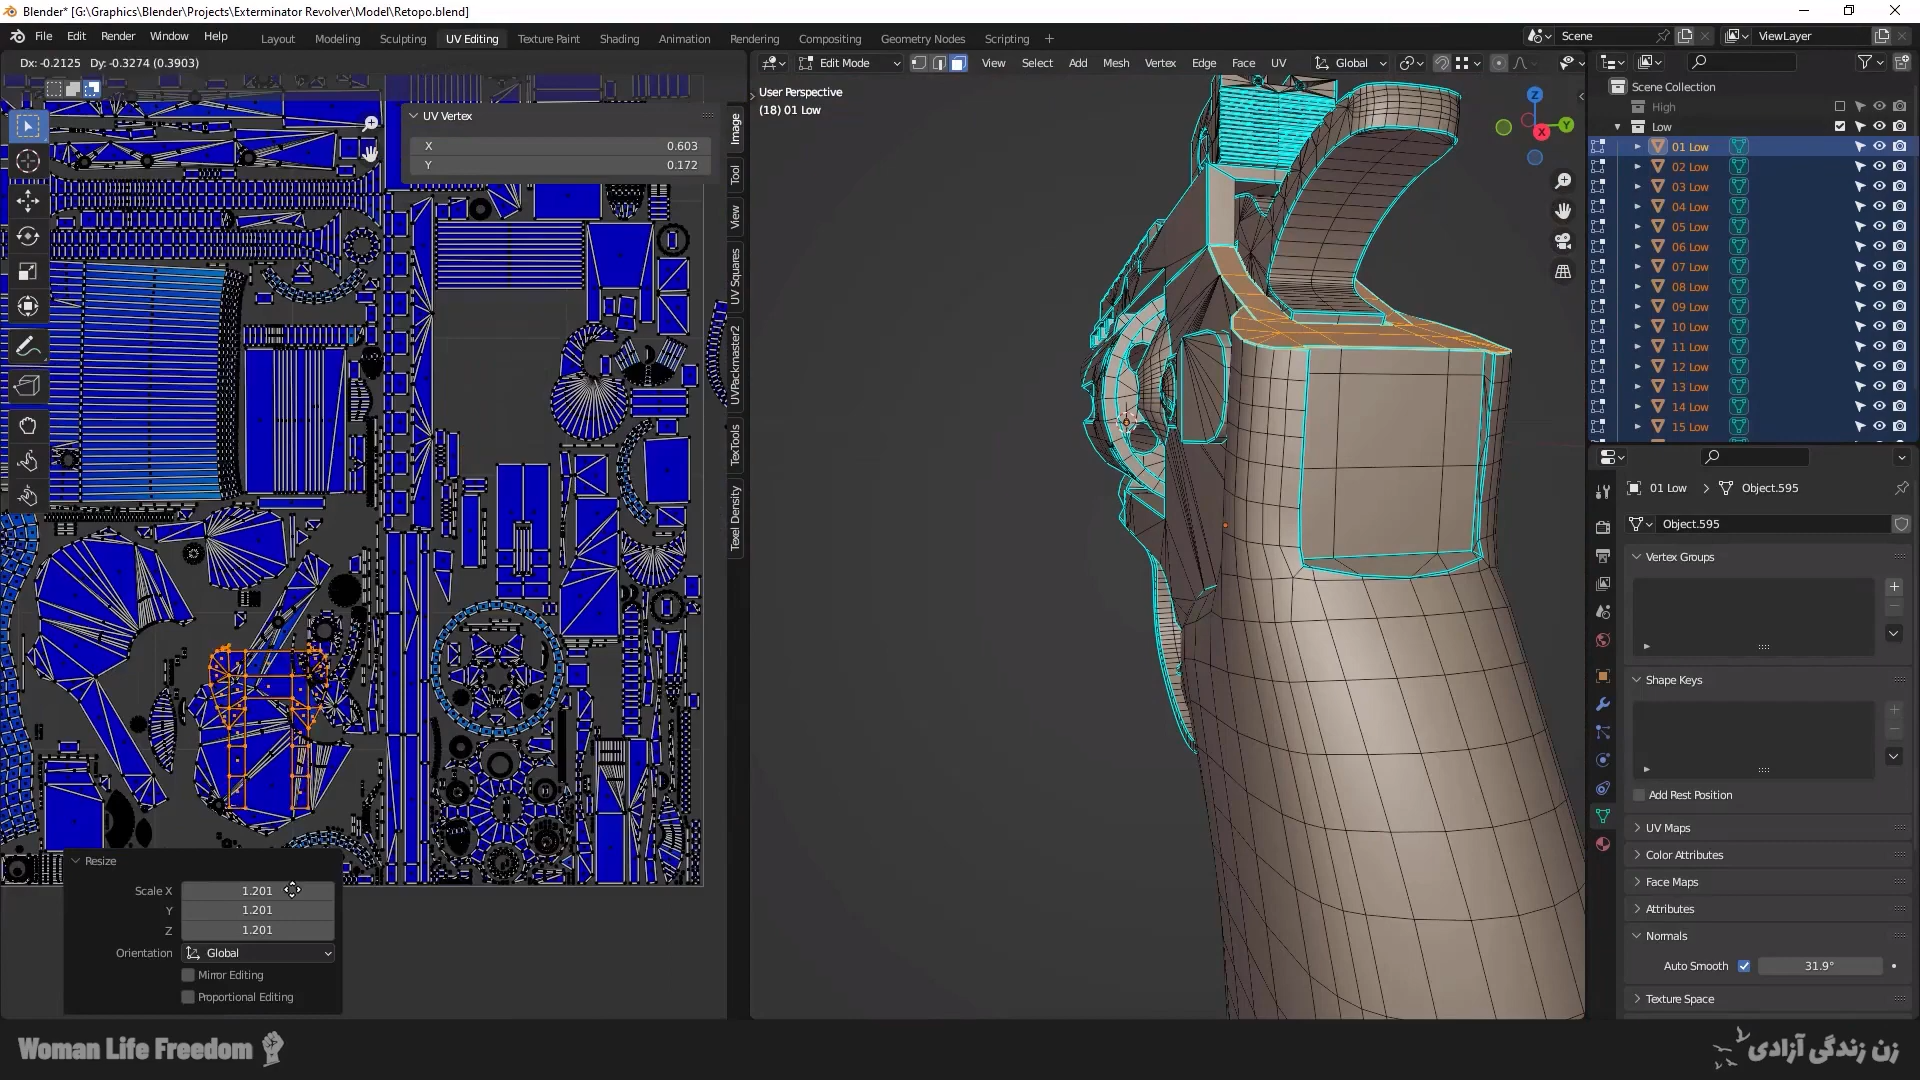 Blender* [G:\Graphics\Blender\Projects\Exterminator Revolver\Model\Retopo.blend]
File Edit Render Window Help
Layout Modeling Sculpting UV Editing Texture Paint Shading Animation Rendering Compositing Geometry Nodes Scripting +
Scene
ViewLayer
Dx: -0.2125 Dy: -0.3274 (0.3903)
UV Vertex
X 0.603
Y 0.172
Image
Tool
View
UV Squares
UVPackmaster2
TexTools
Texel Density
Resize
Scale X 1.201
Y 1.201
Z 1.201
Orientation Global
Mirror Editing
Proportional Editing
Edit Mode View Select Add Mesh Vertex Edge Face UV Global
User Perspective
(18) 01 Low
Z
Y
X
Scene Collection
High
Low
01 Low
02 Low
03 Low
04 Low
05 Low
06 Low
07 Low
08 Low
09 Low
10 Low
11 Low
12 Low
13 Low
14 Low
15 Low
01 Low > Object.595
Object.595
Vertex Groups
Shape Keys
Add Rest Position
UV Maps
Color Attributes
Face Maps
Attributes
Normals
Auto Smooth 31.9°
Texture Space
Woman Life Freedom
زن زندگی آزادی